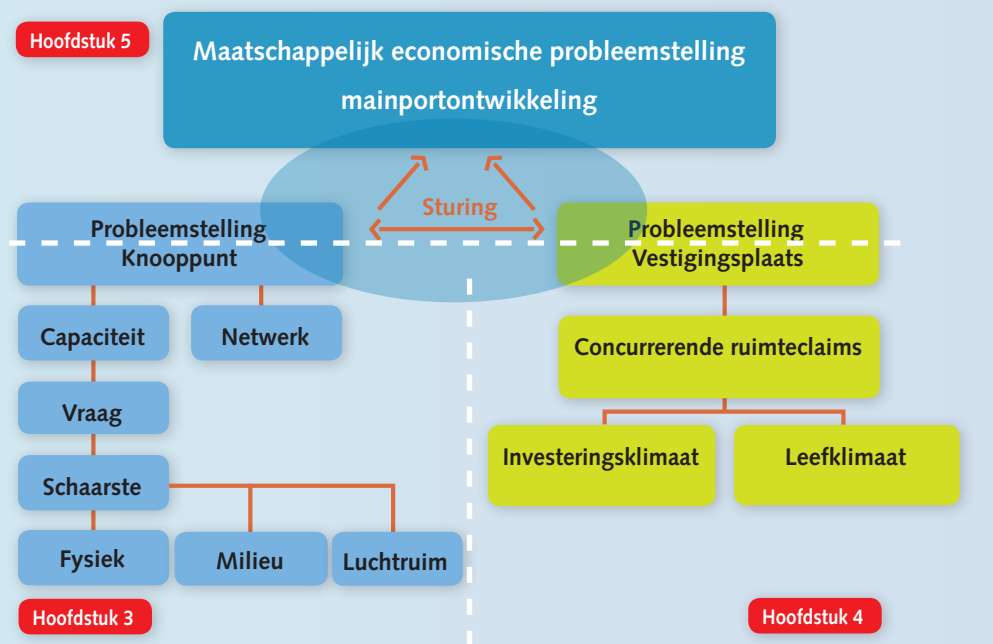 Hoofdstuk 5
Maatschappelijk economische probleemstelling
mainportontwikkeling
Sturing
Probleemstelling
Knooppunt
Probleemstelling
Vestigingsplaats
Capaciteit
Netwerk
Concurrerende ruimteclaims
Vraag
Investeringsklimaat
Leefklimaat
Schaarste
Fysiek
Milieu
Luchtruim
Hoofdstuk 3
Hoofdstuk 4